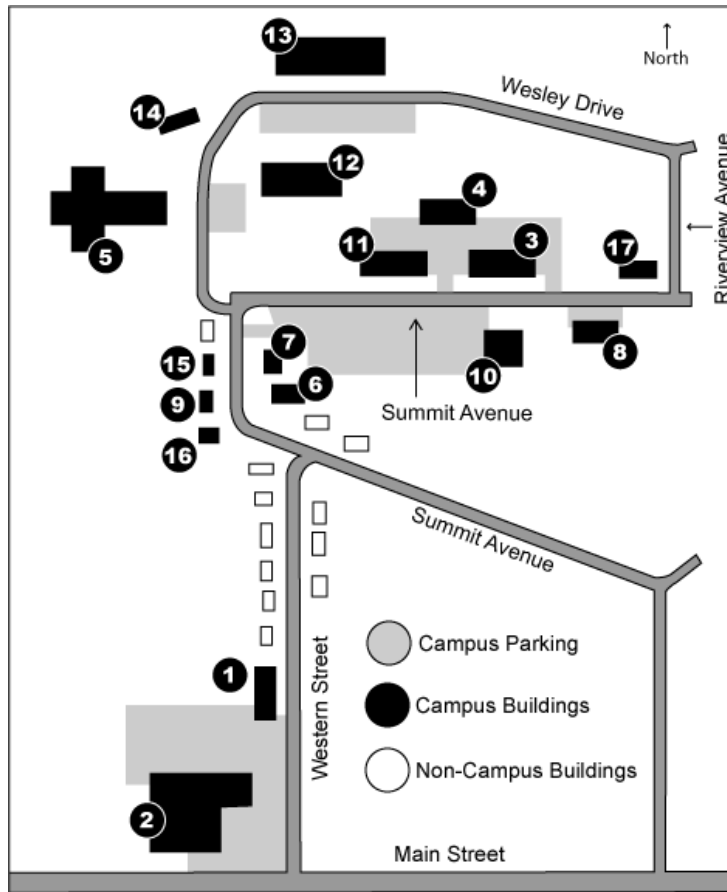 13
North
Wesley Drive
14
12
4
5
11
3
17
Riverview Avenue
7
15
10
8
6
9
Summit Avenue
16
Summit Avenue
1
Western Street
Campus Parking
Campus Buildings
Non-Campus Buildings
2
Main Street